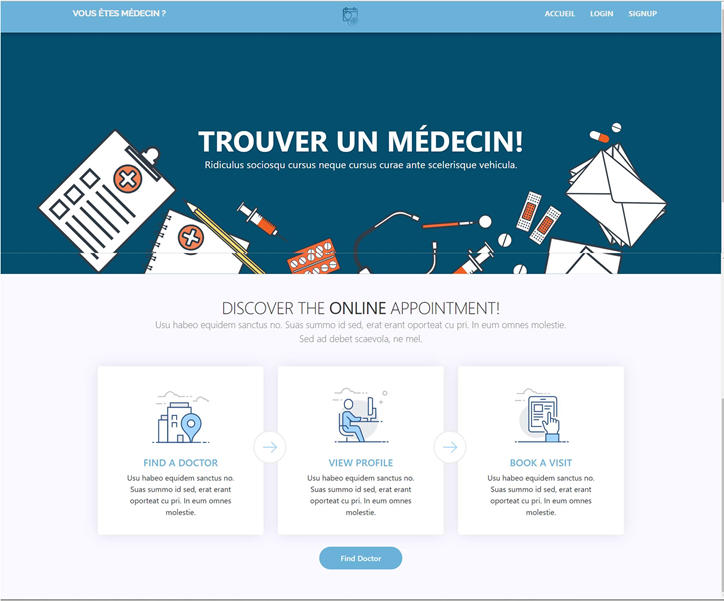 VOUS ÊTES MÉDECIN ?
ACCUEIL LOGIN SIGNUP
TROUVER UN MÉDECIN!
Ridiculus sociosqu cursus neque cursus curae ante scelerisque vehicula.
DISCOVER THE ONLINE APPOINTMENT!
Usu habeo equidem sanctus no. Suas summo id sed, erat erant oporteat cu pri. In eum omnes molestie.
Sed ad debet scaevola, ne mel.
FIND A DOCTOR
Usu habeo equidem sanctus no.
Suas summo id sed, erat erant
oporteat cu pri. In eum omnes
molestie.
VIEW PROFILE
Usu habeo equidem sanctus no.
Suas summo id sed, erat erant
oporteat cu pri. In eum omnes
molestie.
BOOK A VISIT
Usu habeo equidem sanctus no.
Suas summo id sed, erat erant
oporteat cu pri. In eum omnes
molestie.
Find Doctor